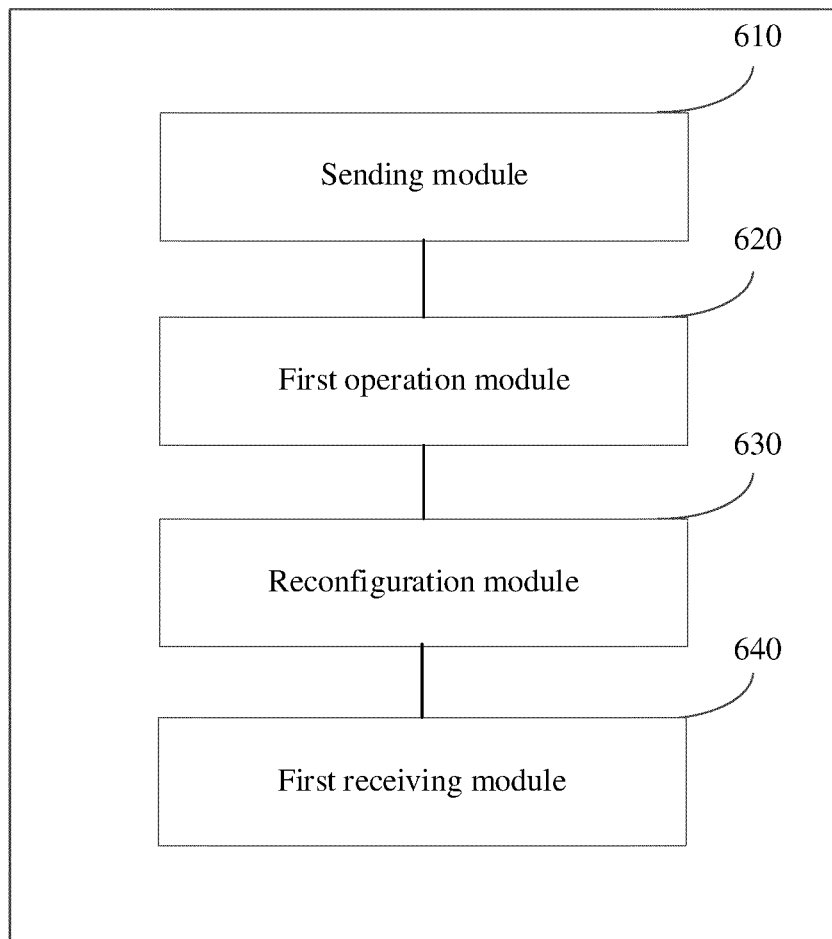 610
Sending module
620
First operation module
630
Reconfiguration module
640
First receiving module